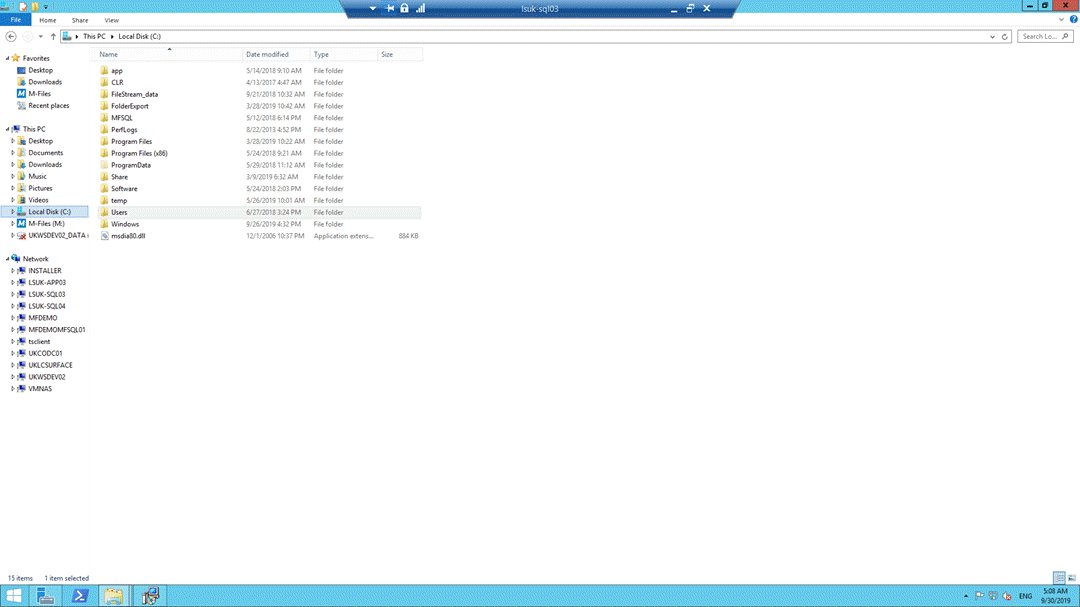 lsuk-sql03
File Home Share View
This PC Local Disk (C:)
Search Lo...
Name Date modified Type Size
Favorites
Desktop
Downloads
M-Files
Recent places
This PC
Desktop
Documents
Downloads
Music
Pictures
Videos
Local Disk (C:)
M-Files (M:)
UKWSDEV02_DATA
Network
INSTALLER
LSUK-APP03
LSUK-SQL03
LSUK-SQL04
MFDEMO
MFDEMOMFSQL01
tsclient
UKCODC01
UKLCSURFACE
UKWSDEV02
VMNAS
app 5/14/2018 9:10 AM File folder
CLR 4/13/2017 4:47 AM File folder
FileStream_data 9/21/2018 10:32 AM File folder
FolderExport 3/28/2019 10:42 AM File folder
MFSQL 5/12/2018 6:14 PM File folder
PerfLogs 8/22/2013 4:52 PM File folder
Program Files 3/28/2019 10:22 AM File folder
Program Files (x86) 5/24/2018 9:21 AM File folder
ProgramData 5/29/2018 11:12 AM File folder
Share 3/9/2019 6:32 AM File folder
Software 5/24/2018 2:03 PM File folder
temp 5/26/2019 10:01 AM File folder
Users 6/27/2018 3:24 PM File folder
Windows 9/26/2019 4:32 PM File folder
msdia80.dll 12/1/2006 10:37 PM Application extens... 884 KB
15 items 1 item selected
ENG
5:08 AM
9/30/2019